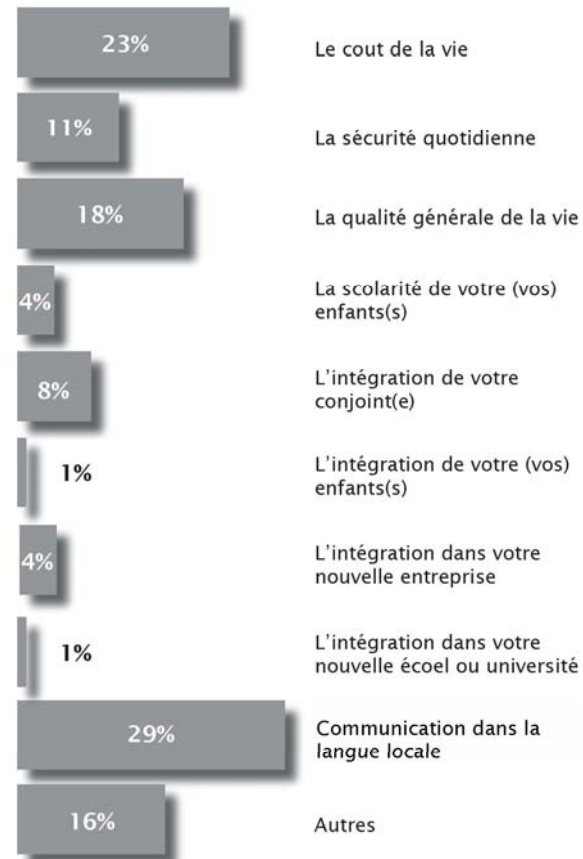 23% Le cout de la vie
11% La sécurité quotidienne
18% La qualité générale de la vie
4% La scolarité de votre (vos)
enfants(s)
8% L'intégration de votre
conjoint(e)
1% L'intégration de votre (vos)
enfants(s)
4% L'intégration dans votre
nouvelle entreprise
1% L'intégration dans votre
nouvelle écoel ou université
29% Communication dans la
langue locale
16% Autres